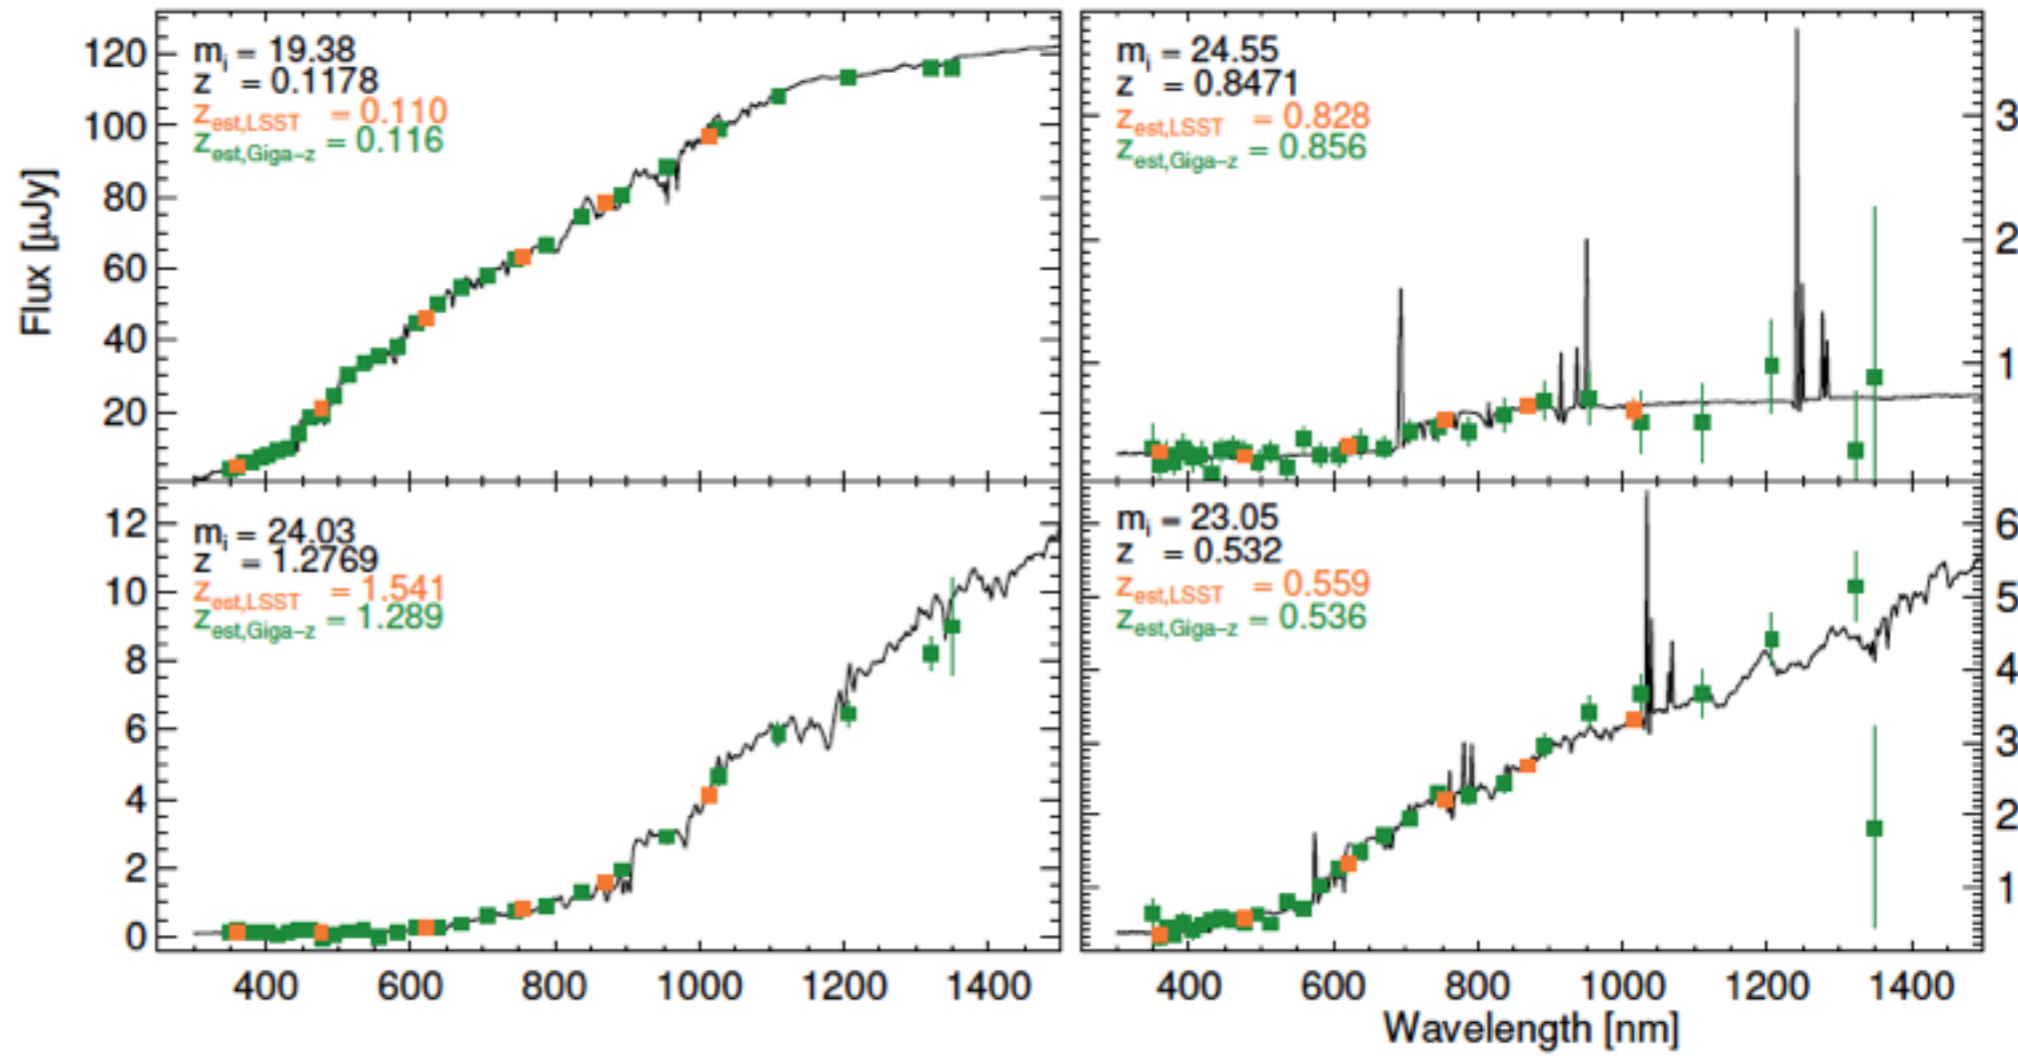 m_i = 19.38
z = 0.1178
z_est,LSST = 0.110
z_est,Giga-z = 0.116
120
100
80
60
40
20
Flux [μJy]
m_i = 24.55
z = 0.8471
z_est,LSST = 0.828
z_est,Giga-z = 0.856
3
2
1
m_i = 24.03
z = 1.2769
z_est,LSST = 1.541
z_est,Giga-z = 1.289
12
10
8
6
4
2
0
400 600 800 1000 1200 1400
m_i = 23.05
z = 0.532
z_est,LSST = 0.559
z_est,Giga-z = 0.536
6
5
4
3
2
1
400 600 800 1000 1200 1400
Wavelength [nm]